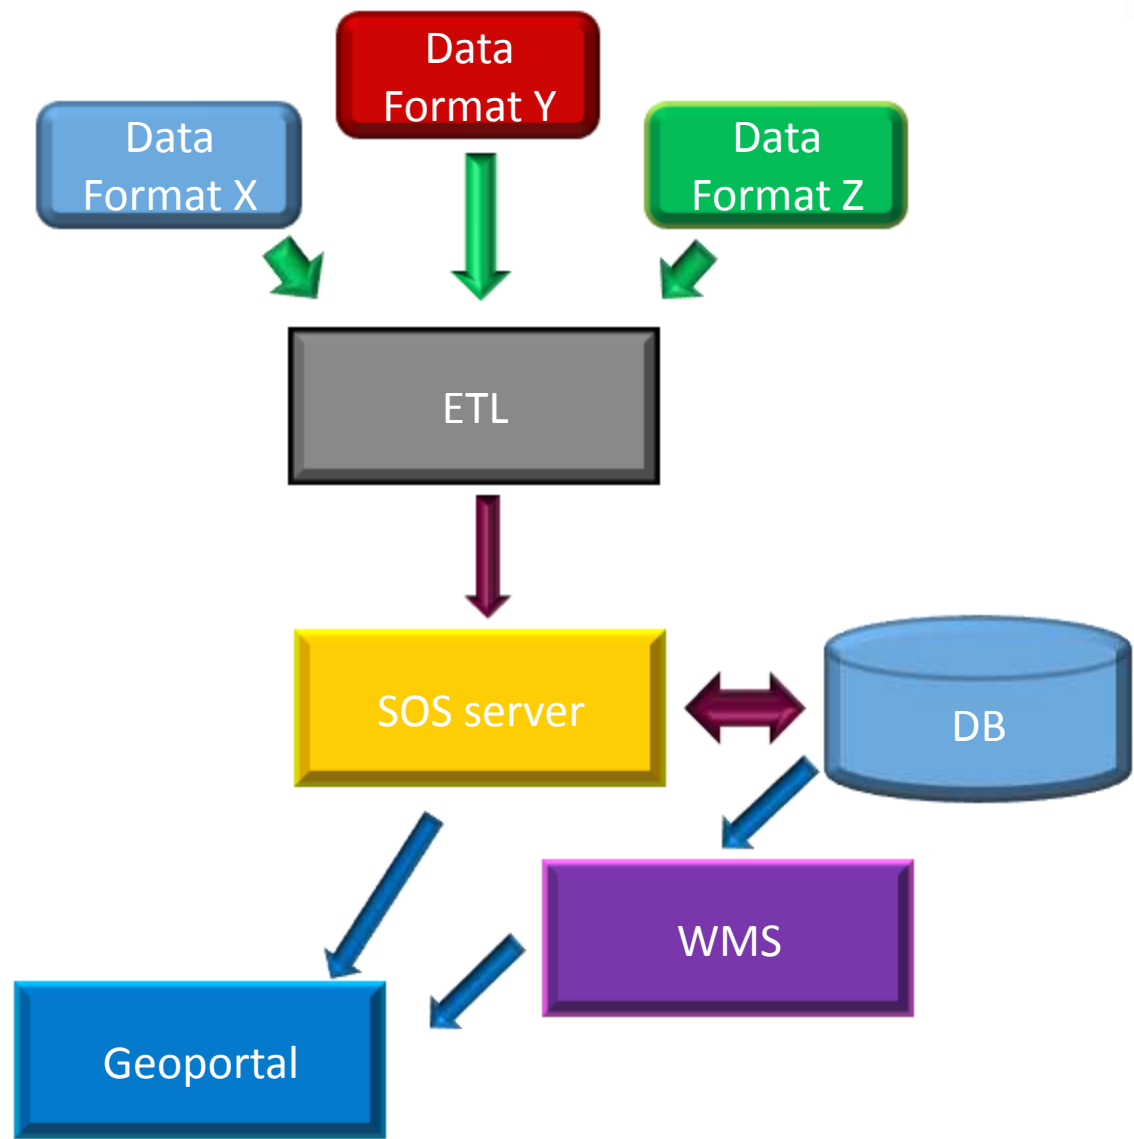 Data
Format Y
Data
Format X
Data
Format Z
ETL
SOS server
DB
WMS
Geoportal